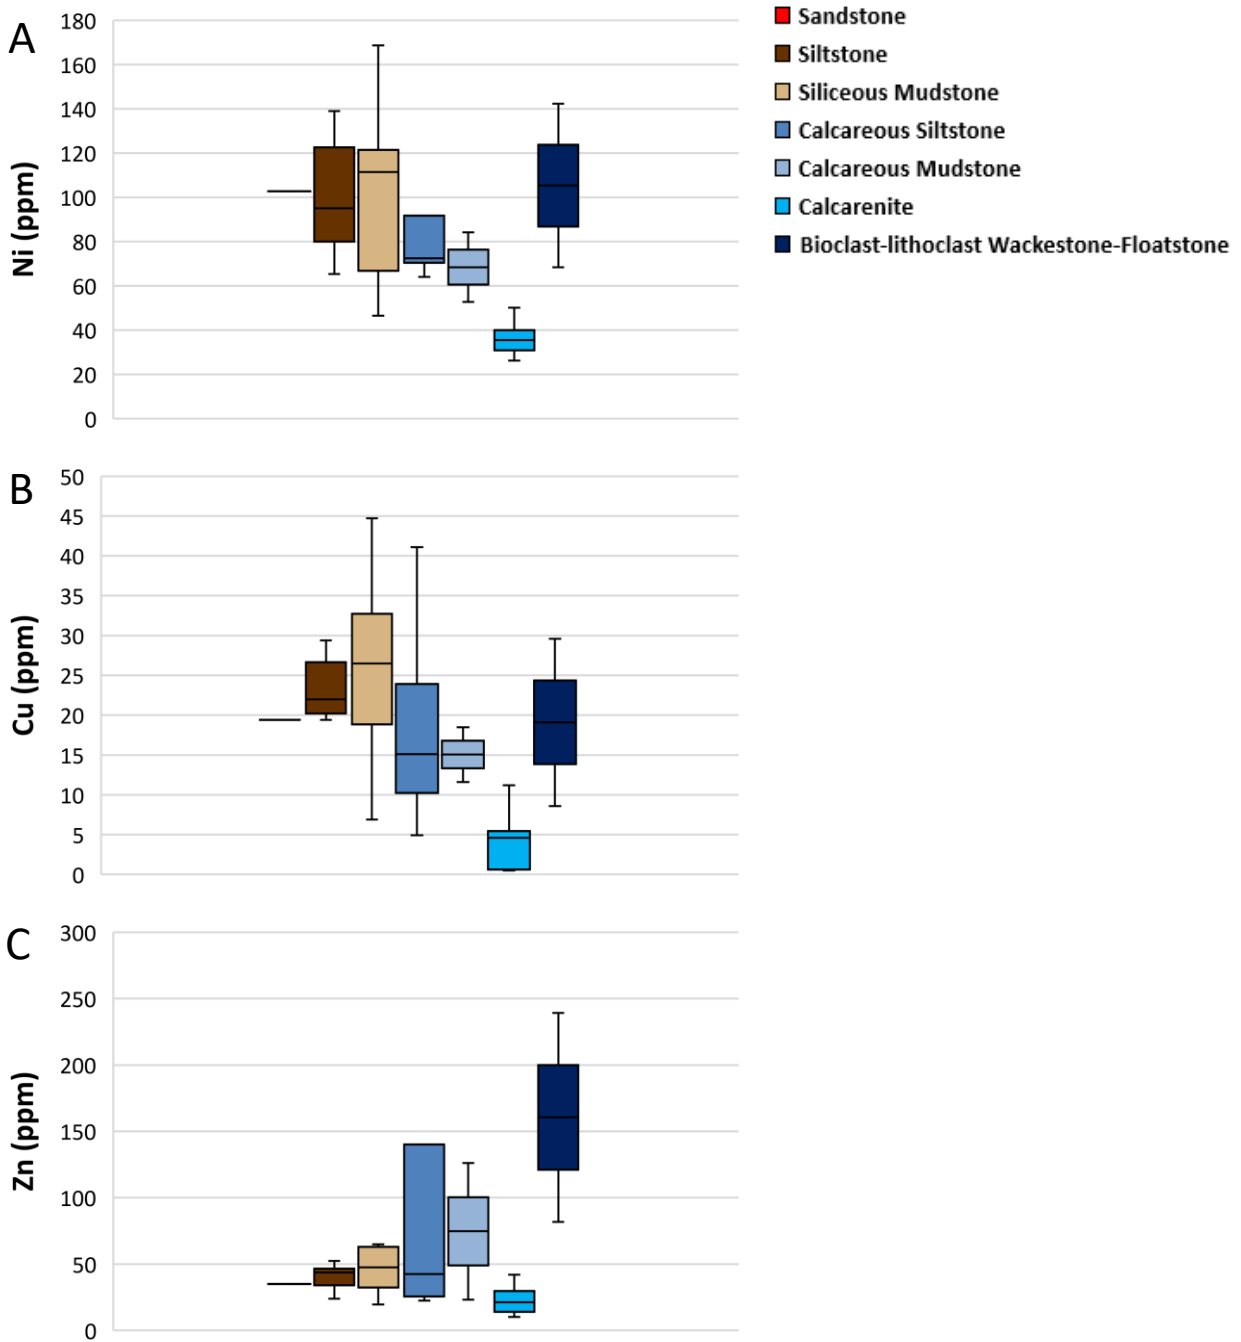 A
Ni (ppm)
180
160
140
120
100
80
60
40
20
0
Sandstone
Siltstone
Siliceous Mudstone
Calcareous Siltstone
Calcareous Mudstone
Calcarenite
Bioclast-lithoclast Wackestone-Floatstone
B
Cu (ppm)
50
45
40
35
30
25
20
15
10
5
0
C
Zn (ppm)
300
250
200
150
100
50
0